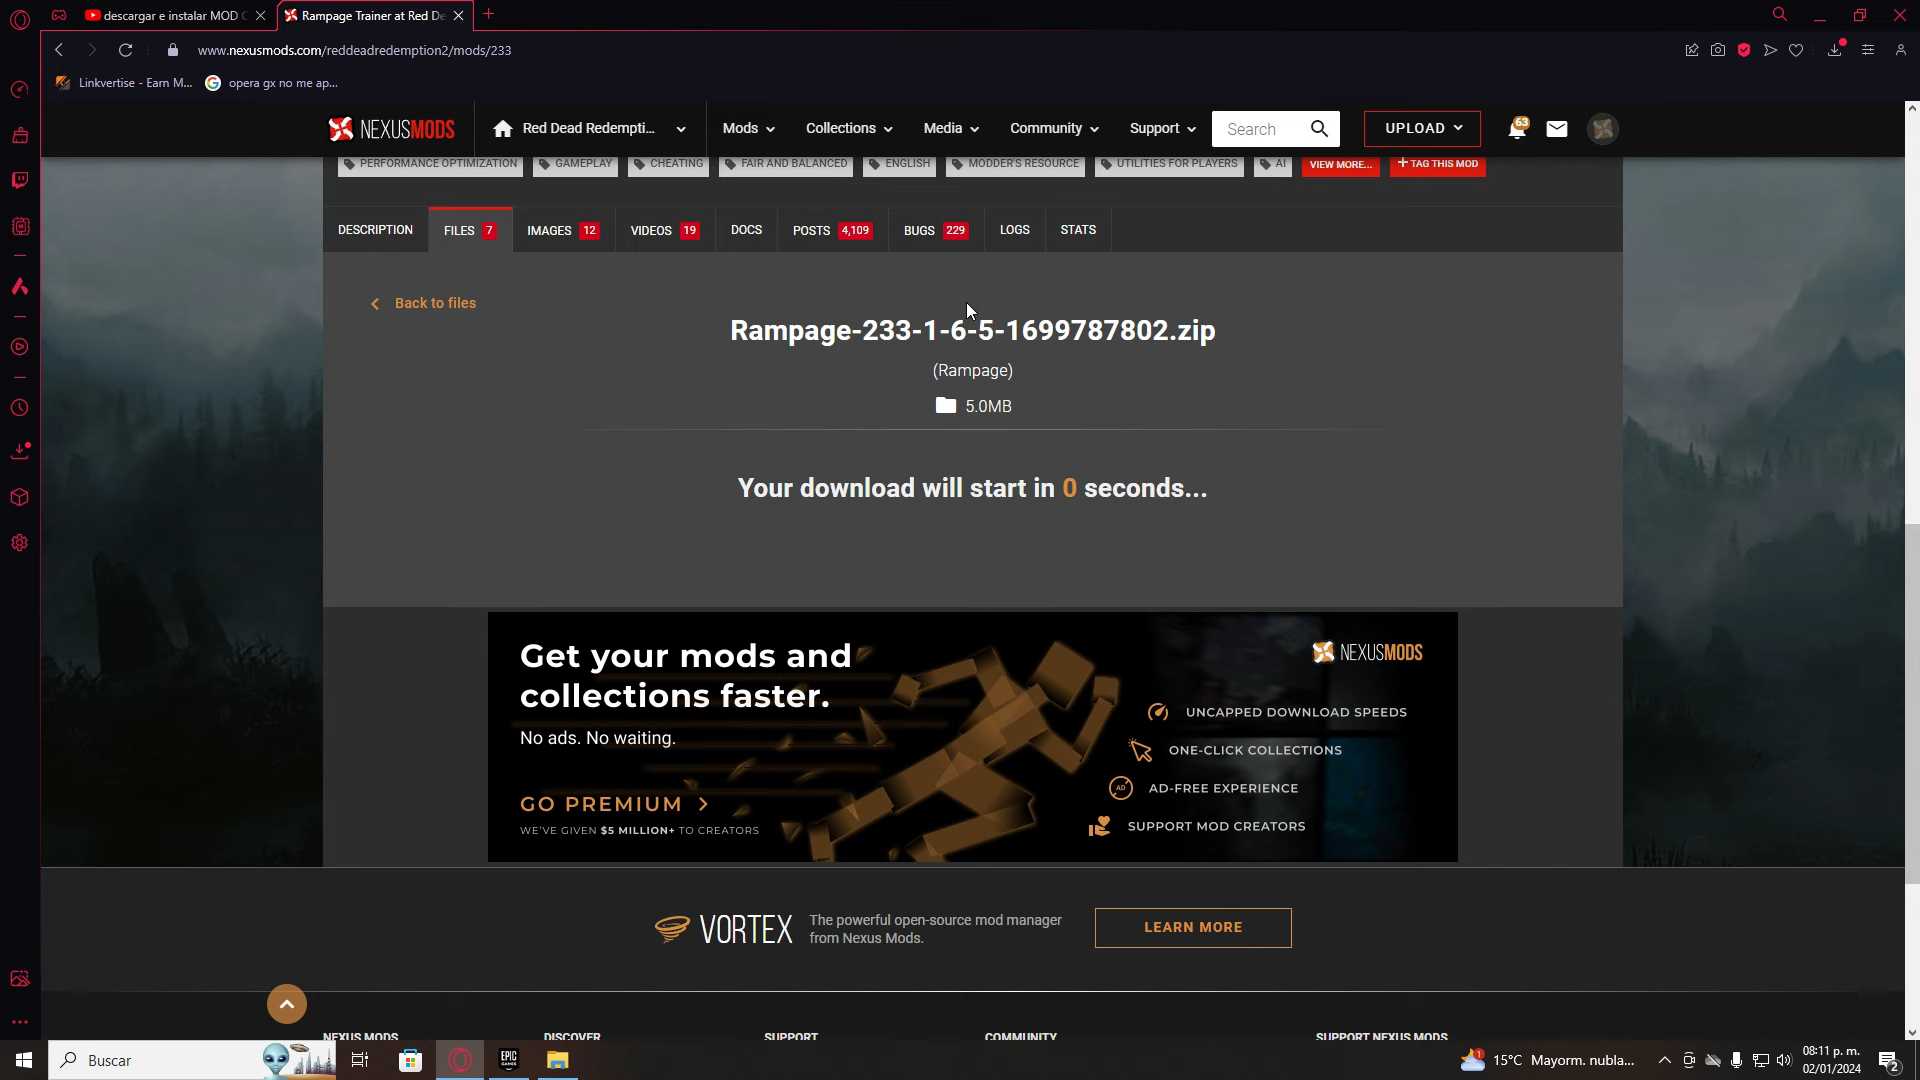 descargar e instalar MOD
Rampage Trainer at Red De
www.nexusmods.com/reddeadredemption2/mods/233
Linkvertise - Earn M...
opera gx no me ap...
NEXUSMODS
Red Dead Redempti...
Mods
Collections
Media
Community
Support
Search
UPLOAD
63
PERFORMANCE OPTIMIZATION
GAMEPLAY
CHEATING
FAIR AND BALANCED
ENGLISH
MODDER'S RESOURCE
UTILITIES FOR PLAYERS
AI
VIEW MORE...
+ TAG THIS MOD
DESCRIPTION
FILES 7
IMAGES 12
VIDEOS 19
DOCS
POSTS 4,109
BUGS 229
LOGS
STATS
Back to files
Rampage-233-1-6-5-1699787802.zip
(Rampage)
5.0MB
Your download will start in 0 seconds...
Get your mods and
collections faster.
No ads. No waiting.
GO PREMIUM >
WE'VE GIVEN $5 MILLION+ TO CREATORS
NEXUSMODS
UNCAPPED DOWNLOAD SPEEDS
ONE-CLICK COLLECTIONS
AD
AD-FREE EXPERIENCE
SUPPORT MOD CREATORS
VORTEX
The powerful open-source mod manager
from Nexus Mods.
LEARN MORE
NEXUS MODS
DISCOVER
SUPPORT
COMMUNITY
SUPPORT NEXUS MODS
Buscar
EPIC
GAMES
1
15°C Mayorm. nubla...
08:11 p. m.
02/01/2024
2